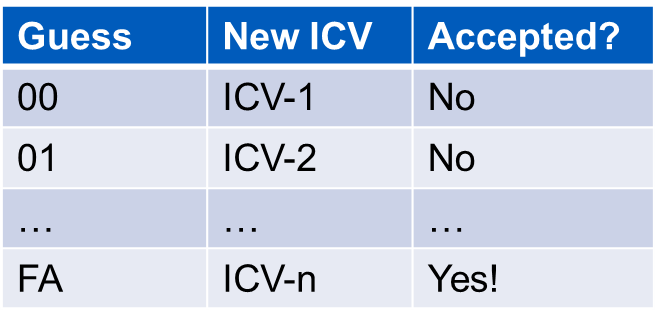 Guess New ICV Accepted?
00 ICV-1 No
01 ICV-2 No
… … …
FA ICV-n Yes!